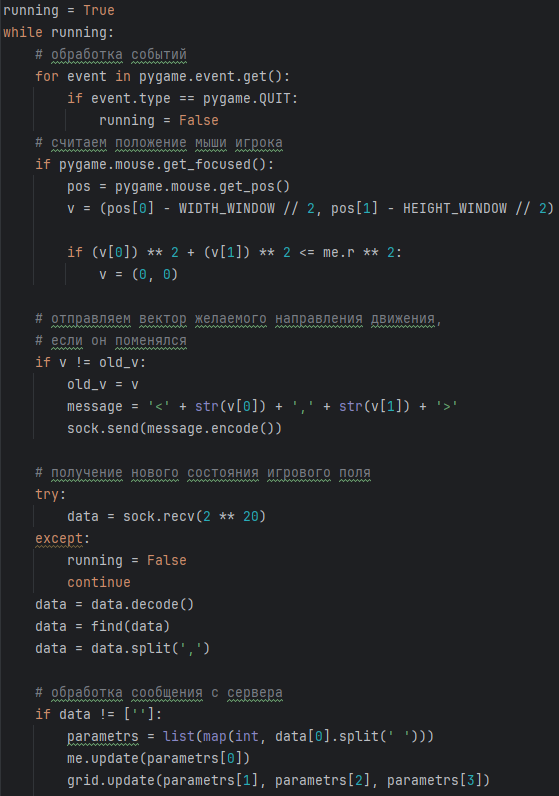 running = True
while running:
    # обработка событий
    for event in pygame.event.get():
        if event.type == pygame.QUIT:
            running = False
    # считаем положение мыши игрока
    if pygame.mouse.get_focused():
        pos = pygame.mouse.get_pos()
        v = (pos[0] - WIDTH_WINDOW // 2, pos[1] - HEIGHT_WINDOW // 2)

        if (v[0]) ** 2 + (v[1]) ** 2 <= me.r ** 2:
            v = (0, 0)

    # отправляем вектор желаемого направления движения,
    # если он поменялся
    if v != old_v:
        old_v = v
        message = '<' + str(v[0]) + ',' + str(v[1]) + '>'
        sock.send(message.encode())

    # получение нового состояния игрового поля
    try:
        data = sock.recv(2 ** 20)
    except:
        running = False
        continue
    data = data.decode()
    data = find(data)
    data = data.split(',')

    # обработка сообщения с сервера
    if data != ['']:
        parametrs = list(map(int, data[0].split(' ')))
        me.update(parametrs[0])
        grid.update(parametrs[1], parametrs[2], parametrs[3])